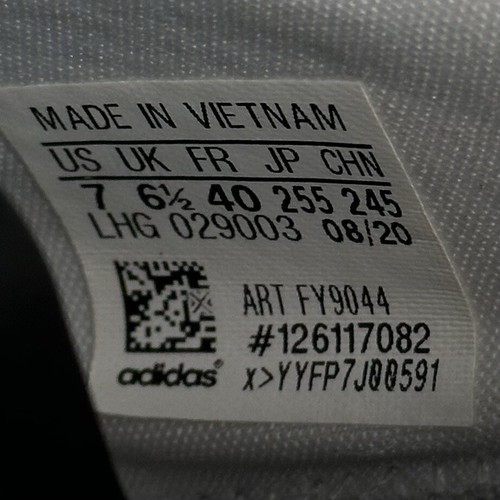 MADE IN VIETNAM
US UK FR JP CHN
7 6½ 40 255 245
LHG 029003 08/20
ART FY9044
#126117082
adidas® x>YYFP7J00591